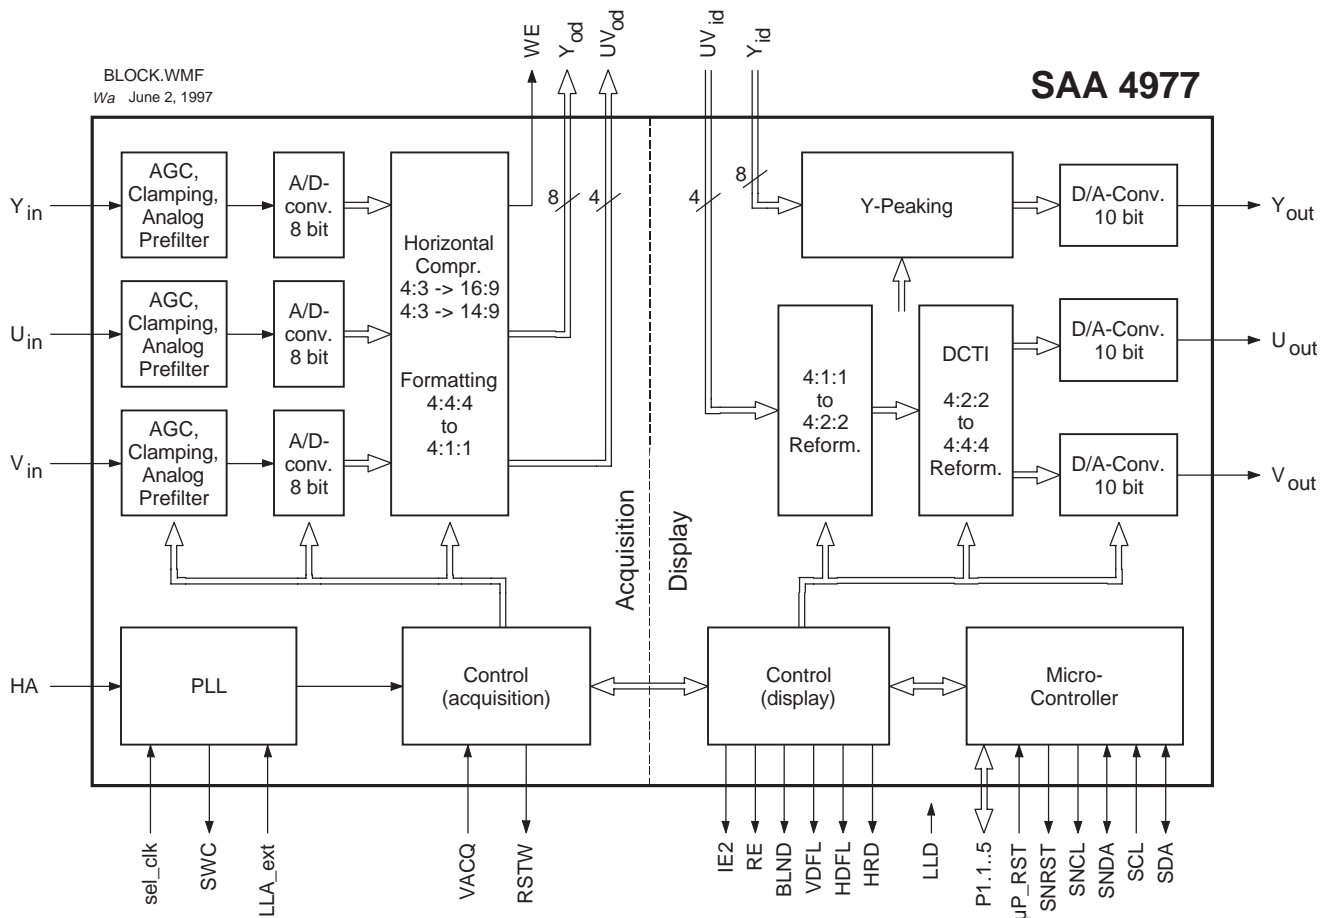 WE
Yod
UVod
UVid
Yid
BLOCK.WMF
Wa June 2, 1997
SAA 4977
Yin
AGC,
Clamping,
Analog
Prefilter
A/D-
conv.
8 bit
Uin
AGC,
Clamping,
Analog
Prefilter
A/D-
conv.
8 bit
Vin
AGC,
Clamping,
Analog
Prefilter
A/D-
conv.
8 bit
Horizontal
Compr.
4:3 -> 16:9
4:3 -> 14:9
Formatting
4:4:4
to
4:1:1
8
4
4
8
Y-Peaking
D/A-Conv.
10 bit
Yout
4:1:1
to
4:2:2
Reform.
DCTI
4:2:2
to
4:4:4
Reform.
D/A-Conv.
10 bit
Uout
D/A-Conv.
10 bit
Vout
Acquisition
Display
HA
PLL
Control
(acquisition)
Control
(display)
Micro-
Controller
sel_clk
SWC
LLA_ext
VACQ
RSTW
IE2
RE
BLND
VDFL
HDFL
HRD
LLD
P1.1..5
µP_RST
SNRST
SNCL
SNDA
SCL
SDA